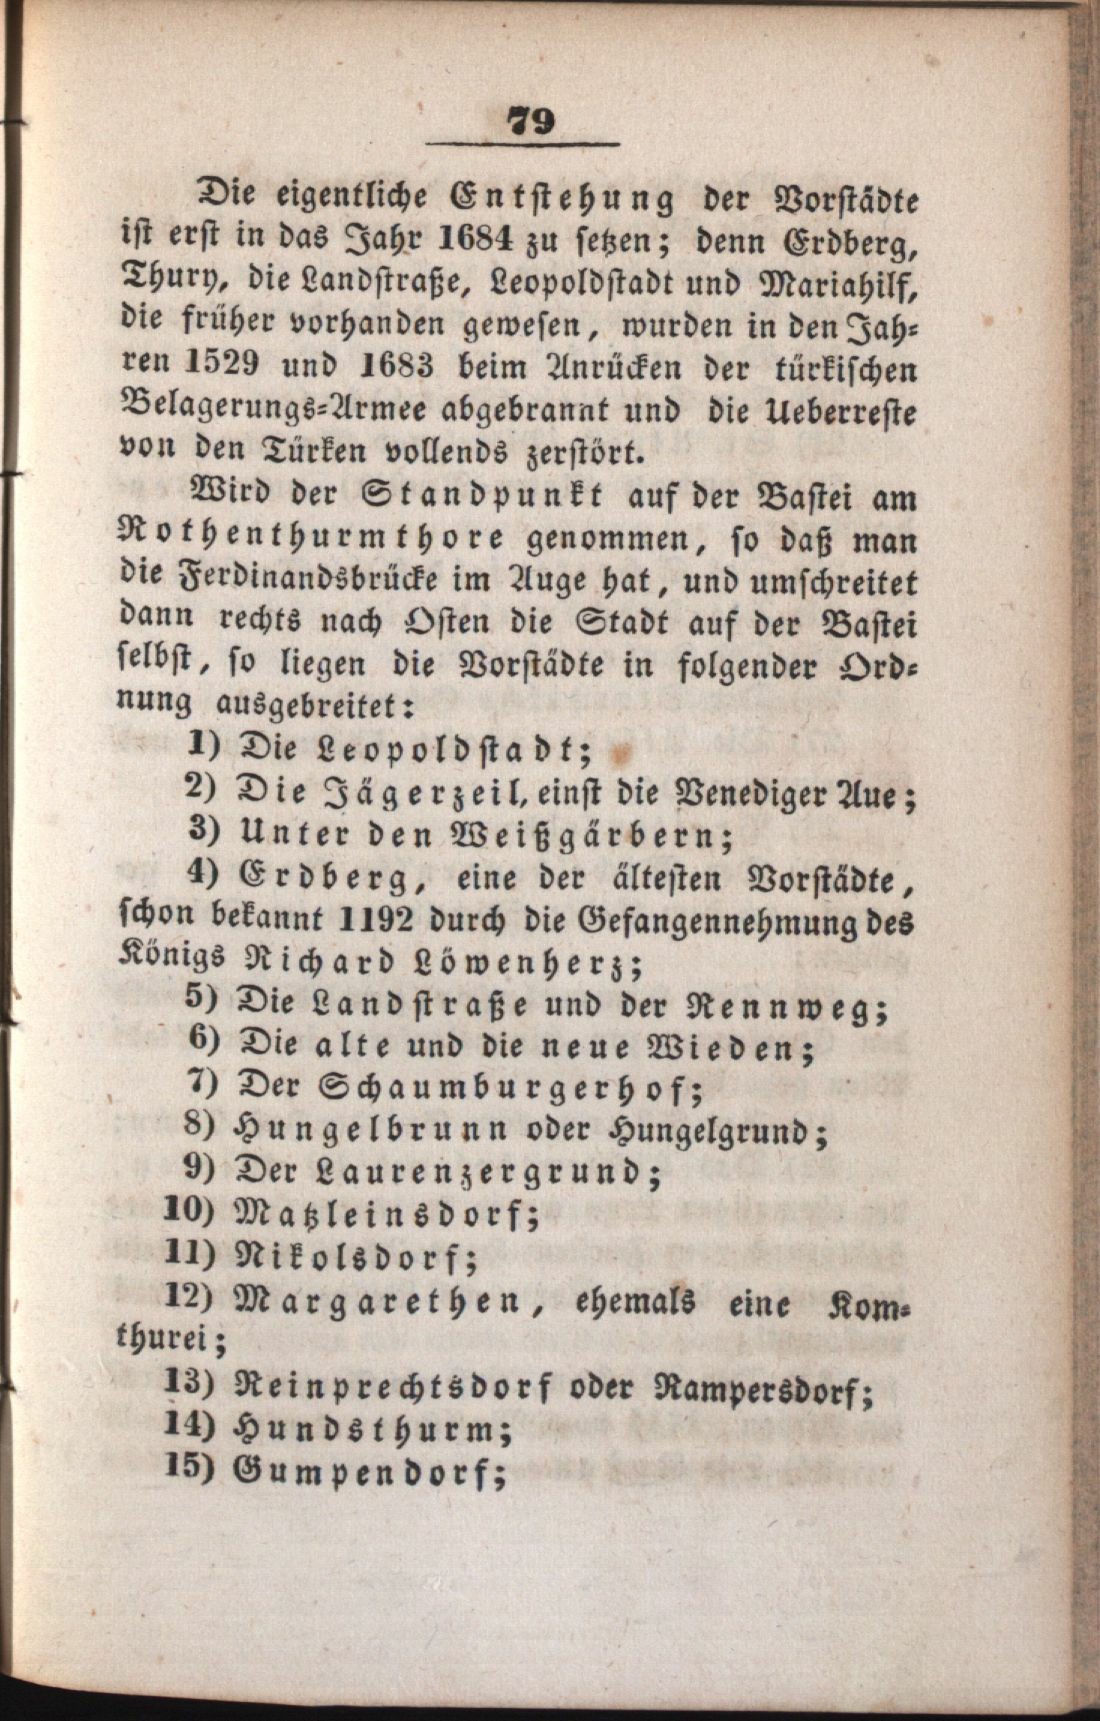 79
Die eigentliche Entstehung der Vorstädte
ist erst in das Jahr 1684 zu setzen; denn Erdberg,
Thury, die Landstraße, Leopoldstadt und Mariahilf,
die früher vorhanden gewesen, wurden in den Jah-
ren 1529 und 1683 beim Anrücken der türkischen
Belagerungs-Armee abgebrannt und die Ueberreste
von den Türken vollends zerstört.
Wird der Standpunkt auf der Bastei am
Rothenthurmthore genommen, so daß man
die Ferdinandsbrücke im Auge hat, und umschreitet
dann rechts nach Osten die Stadt auf der Bastei
selbst, so liegen die Vorstädte in folgender Ord-
nung ausgebreitet:
1) Die Leopoldstadt;
2) Die Jägerzeil, einst die Venediger Aue;
3) Unter den Weißgärbern;
4) Erdberg, eine der ältesten Vorstädte,
schon bekannt 1192 durch die Gefangennehmung des
Königs Richard Löwenherz;
5) Die Landstraße und der Rennweg;
6) Die alte und die neue Wieden;
7) Der Schaumburgerhof;
8) Hungelbrunn oder Hungelgrund;
9) Der Laurenzergrund;
10) Matzleinsdorf;
11) Nikolsdorf;
12) Margarethen, ehemals eine Kom-
thurei;
13) Reinprechtsdorf oder Rampersdorf;
14) Hundsthurm;
15) Gumpendorf;